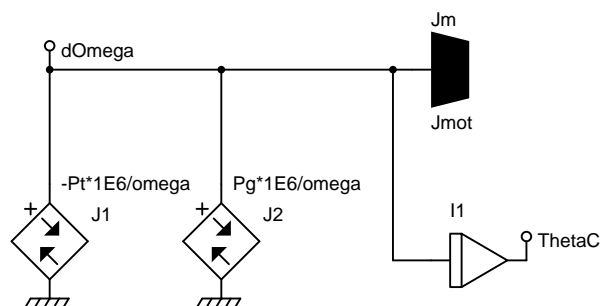 Jm
dOmega
Jmot
-Pt*1E6/omega
Pg*1E6/omega
+
J1
+
J2
I1
ThetaC